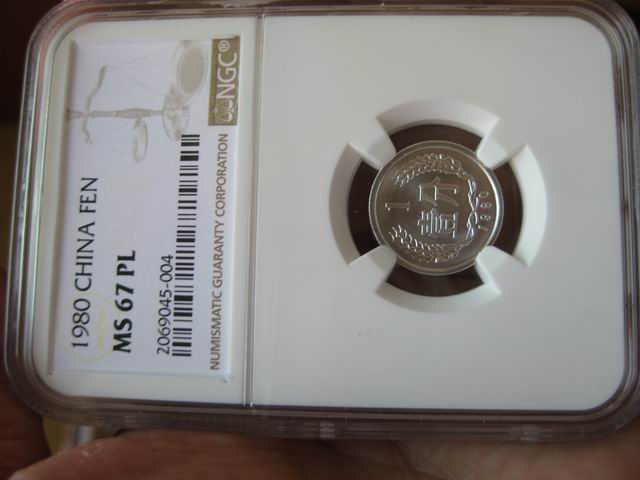 NGC®
1980 CHINA FEN
MS 67 PL
2069045-004
NUMISMATIC GUARANTY CORPORATION
1
壹分
1980